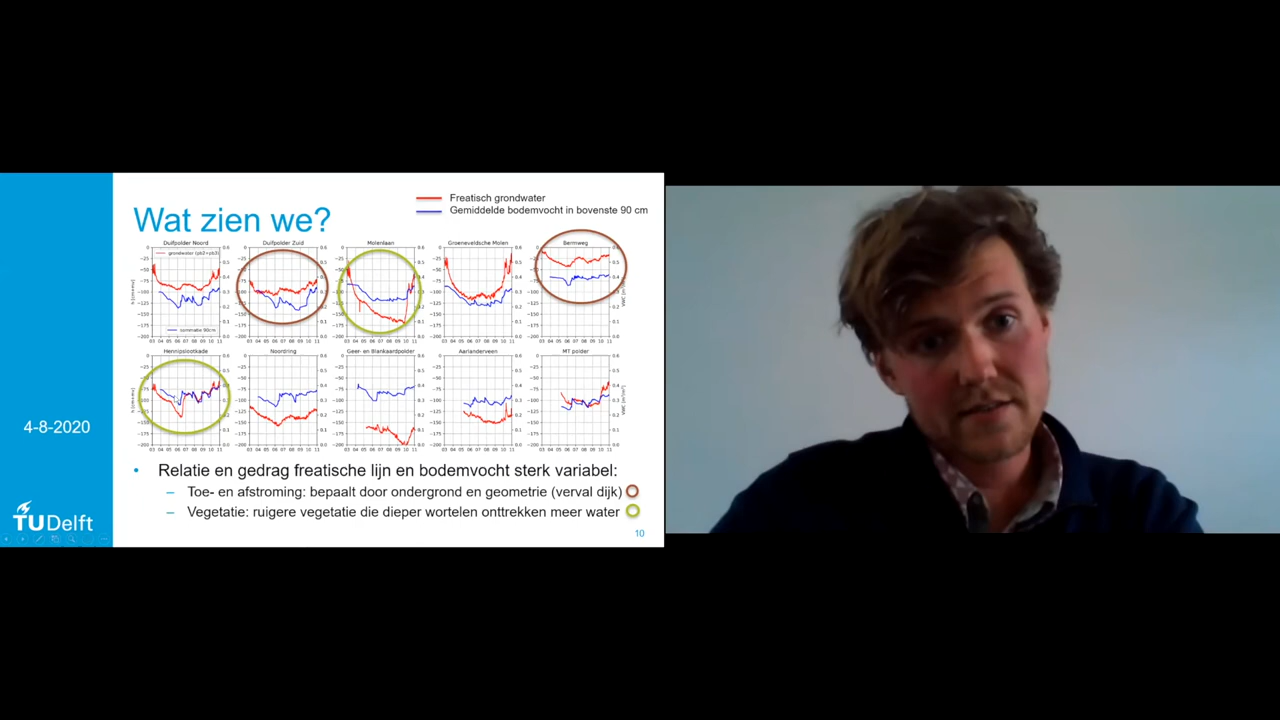 Freatisch grondwater
Gemiddelde bodemvocht in bovenste 90 cm
Wat zien we?
Duifpolder Noord
Duifpolder Zuid
Molenlaan
Groeneveldsche Molen
Bermweg
Hennipslootkade
Noordring
Geer- en Blankaardpolder
Aarlanderveen
MT polder
• Relatie en gedrag freatische lijn en bodemvocht sterk variabel:
– Toe- en afstroming: bepaalt door ondergrond en geometrie (verval dijk)
– Vegetatie: ruigere vegetatie die dieper wortelen onttrekken meer water
4-8-2020
TU Delft
10